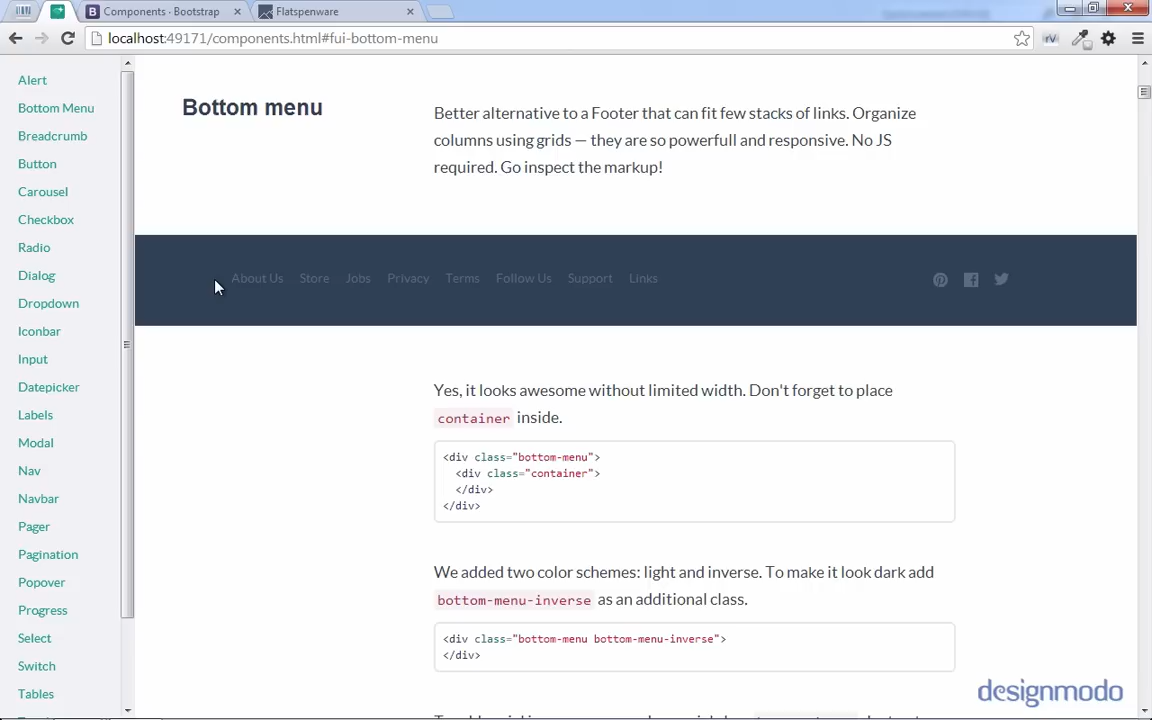 Components · Bootstrap
Flatspenware
localhost:49171/components.html#fui-bottom-menu
Alert
Bottom Menu
Breadcrumb
Button
Carousel
Checkbox
Radio
Dialog
Dropdown
Iconbar
Input
Datepicker
Labels
Modal
Nav
Navbar
Pager
Pagination
Popover
Progress
Select
Switch
Tables
Bottom menu
Better alternative to a Footer that can fit few stacks of links. Organize
columns using grids — they are so powerfull and responsive. No JS
required. Go inspect the markup!
About Us Store Jobs Privacy Terms Follow Us Support Links
Yes, it looks awesome without limited width. Don't forget to place
container inside.
<div class="bottom-menu">
<div class="container">
</div>
</div>
We added two color schemes: light and inverse. To make it look dark add
bottom-menu-inverse as an additional class.
<div class="bottom-menu bottom-menu-inverse">
</div>
designmodo